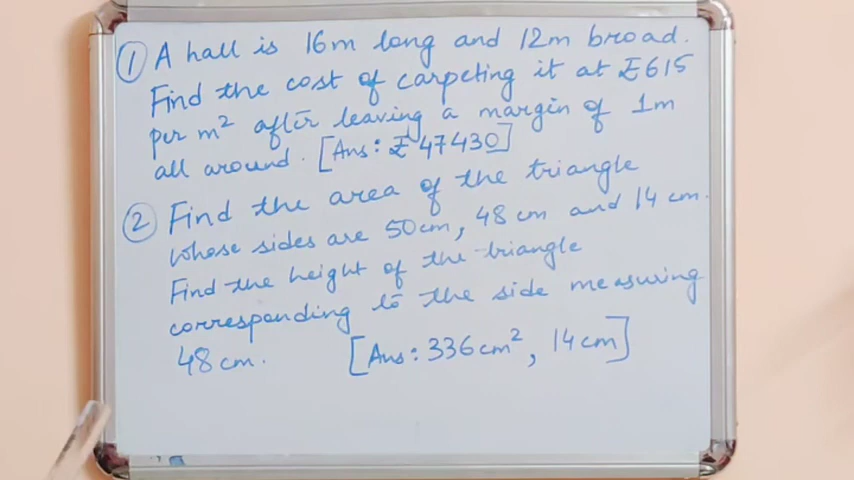 ① A hall is 16m long and 12m broad.
Find the cost of carpeting it at ₹615
per m² after leaving a margin of 1m
all around. [Ans: ₹47430]
② Find the area of the triangle
whose sides are 50cm, 48 cm and 14 cm.
Find the height of the triangle
corresponding to the side measuring
48 cm. [Ans: 336 cm², 14 cm]